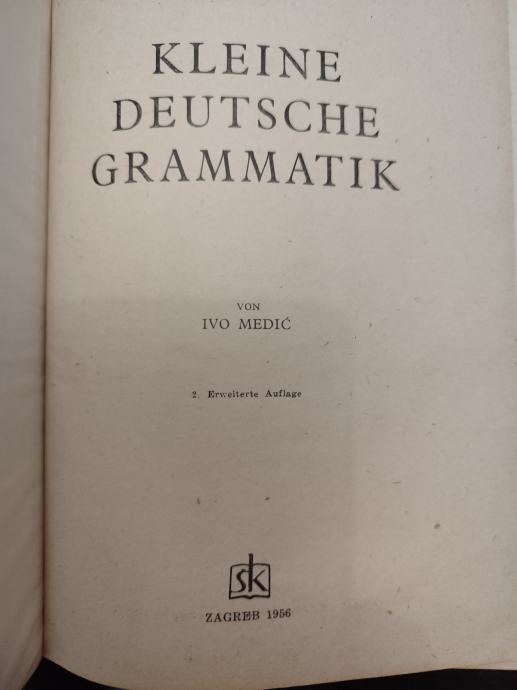 KLEINE
DEUTSCHE
GRAMMATIK
VON
IVO MEDIĆ
2. Erweiterte Auflage
sk
ZAGREB 1956